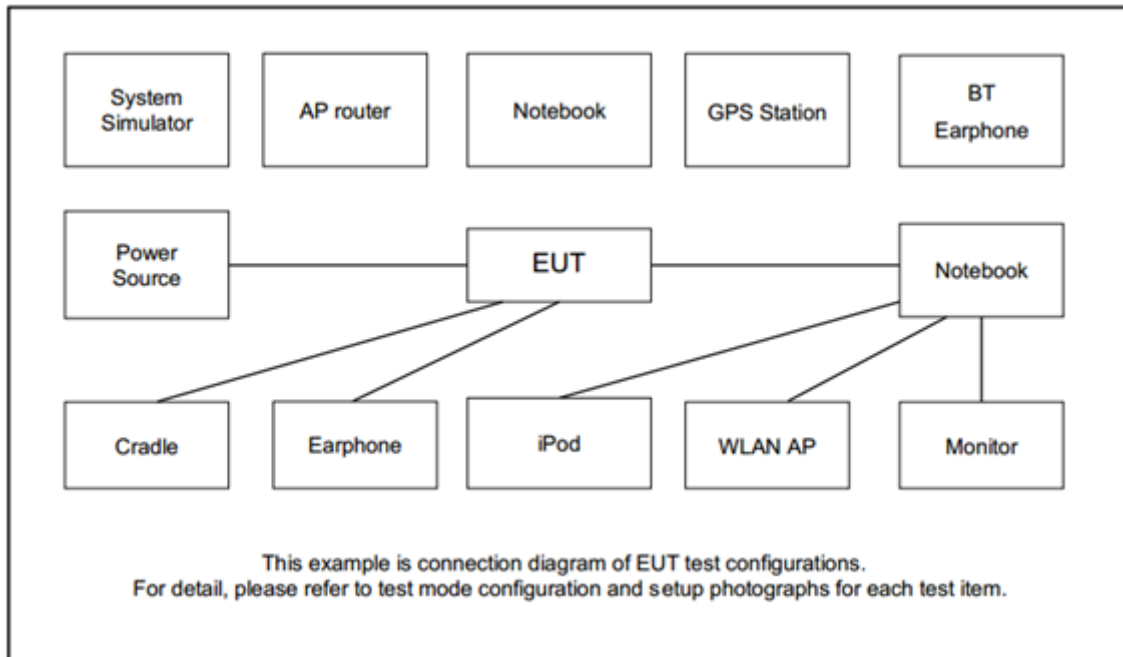 System
Simulator
AP router
Notebook
GPS Station
BT
Earphone
Power
Source
EUT
Notebook
Cradle
Earphone
iPod
WLAN AP
Monitor
This example is connection diagram of EUT test configurations.
For detail, please refer to test mode configuration and setup photographs for each test item.